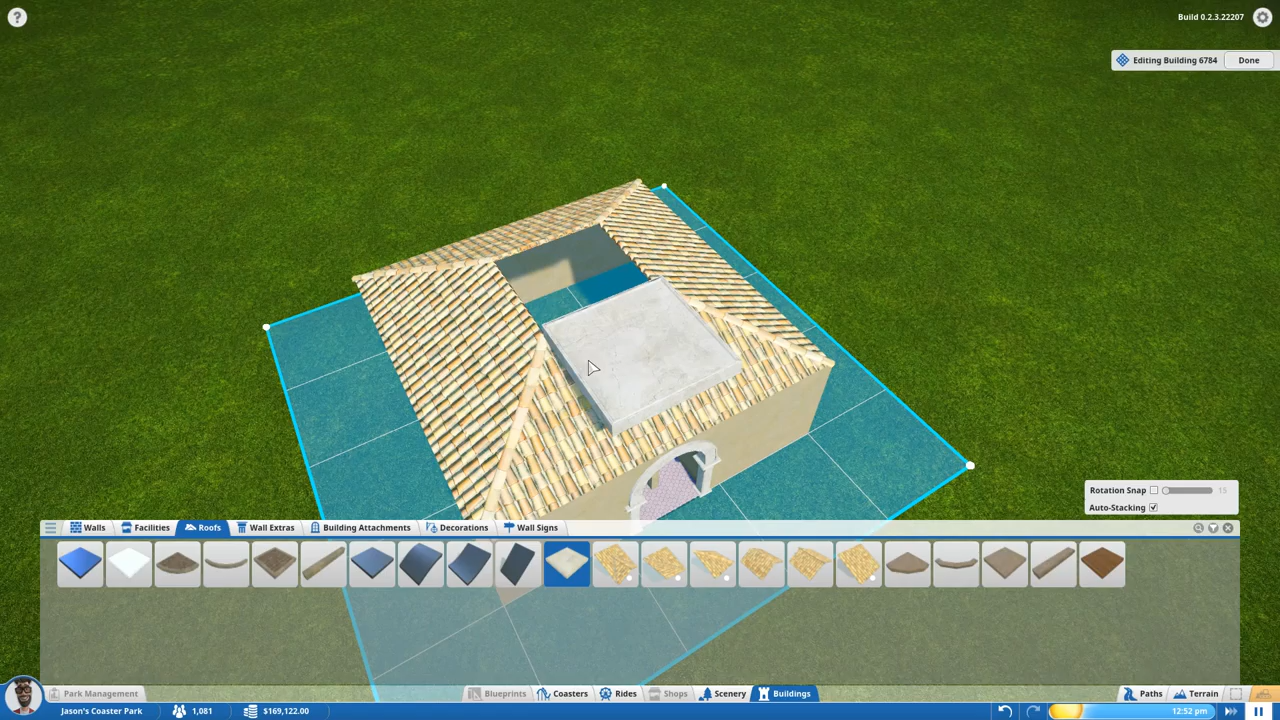 Build 0.2.3.22207
Editing Building 6784 Done
Rotation Snap 15
Auto-Stacking
Walls Facilities Roofs Wall Extras Building Attachments Decorations Wall Signs
Park Management Blueprints Coasters Rides Shops Scenery Buildings Paths Terrain
Jason's Coaster Park 1,081 $169,122.00 12:52 pm